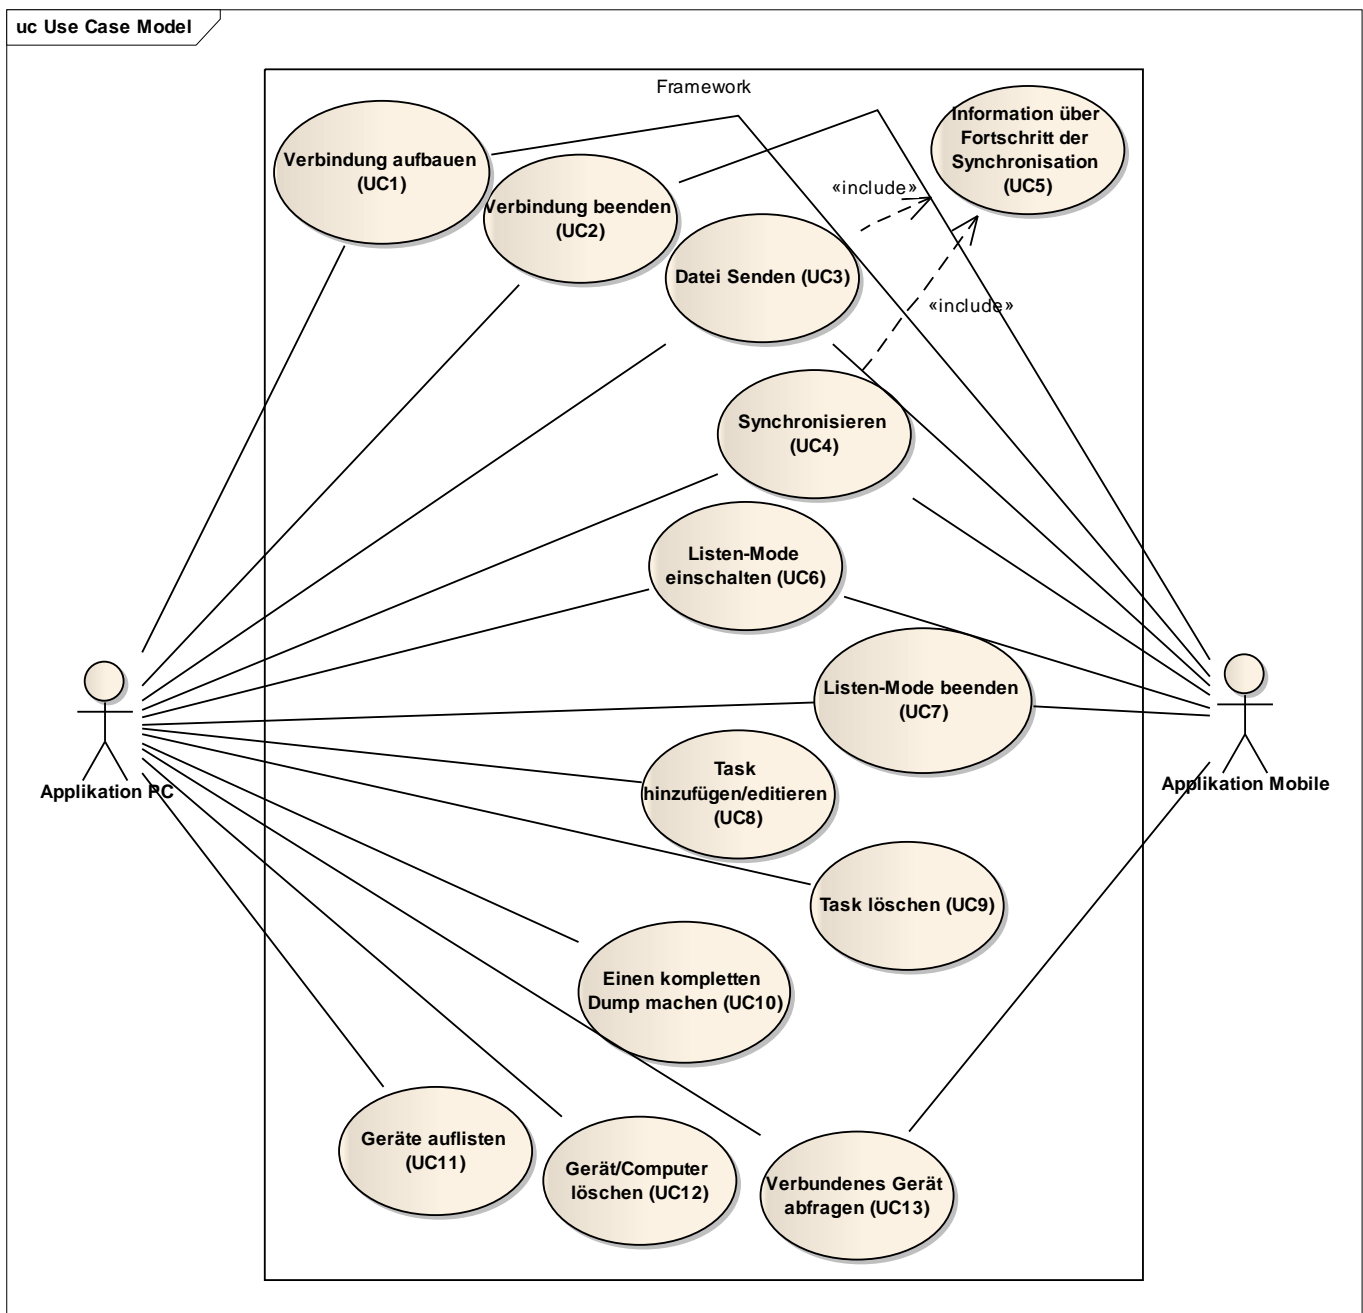 uc Use Case Model
Framework
Verbindung aufbauen
(UC1)
Verbindung beenden
(UC2)
Datei Senden (UC3)
Information über
Fortschritt der
Synchronisation
(UC5)
«include»
«include»
Synchronisieren
(UC4)
Listen-Mode
einschalten (UC6)
Listen-Mode beenden
(UC7)
Applikation PC
Applikation Mobile
Task
hinzufügen/editieren
(UC8)
Task löschen (UC9)
Einen kompletten
Dump machen (UC10)
Geräte auflisten
(UC11)
Gerät/Computer
löschen (UC12)
Verbundenes Gerät
abfragen (UC13)